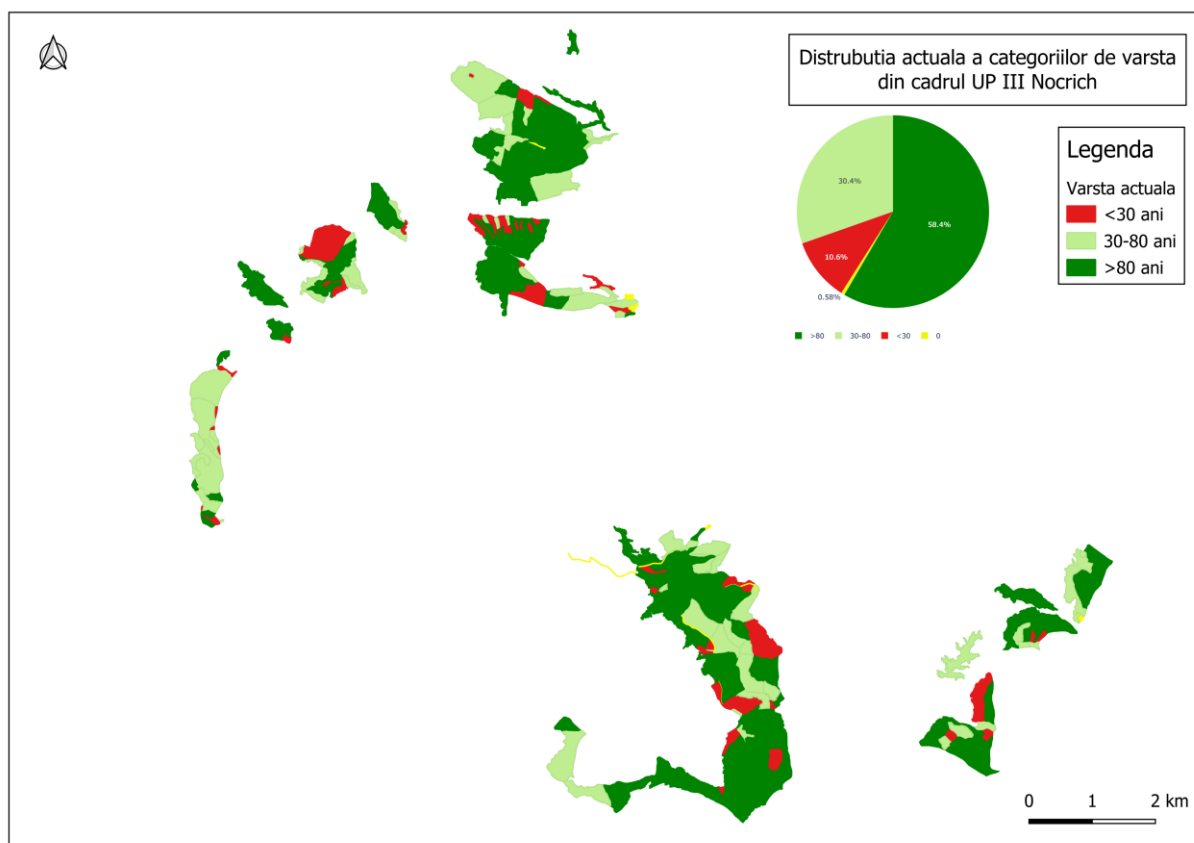 Distrubutia actuala a categoriilor de varsta
din cadrul UP III Nocrich
30.4%
58.4%
10.6%
0.58%
>80
30-80
<30
0
Legenda
Varsta actuala
<30 ani
30-80 ani
>80 ani
0
1
2 km